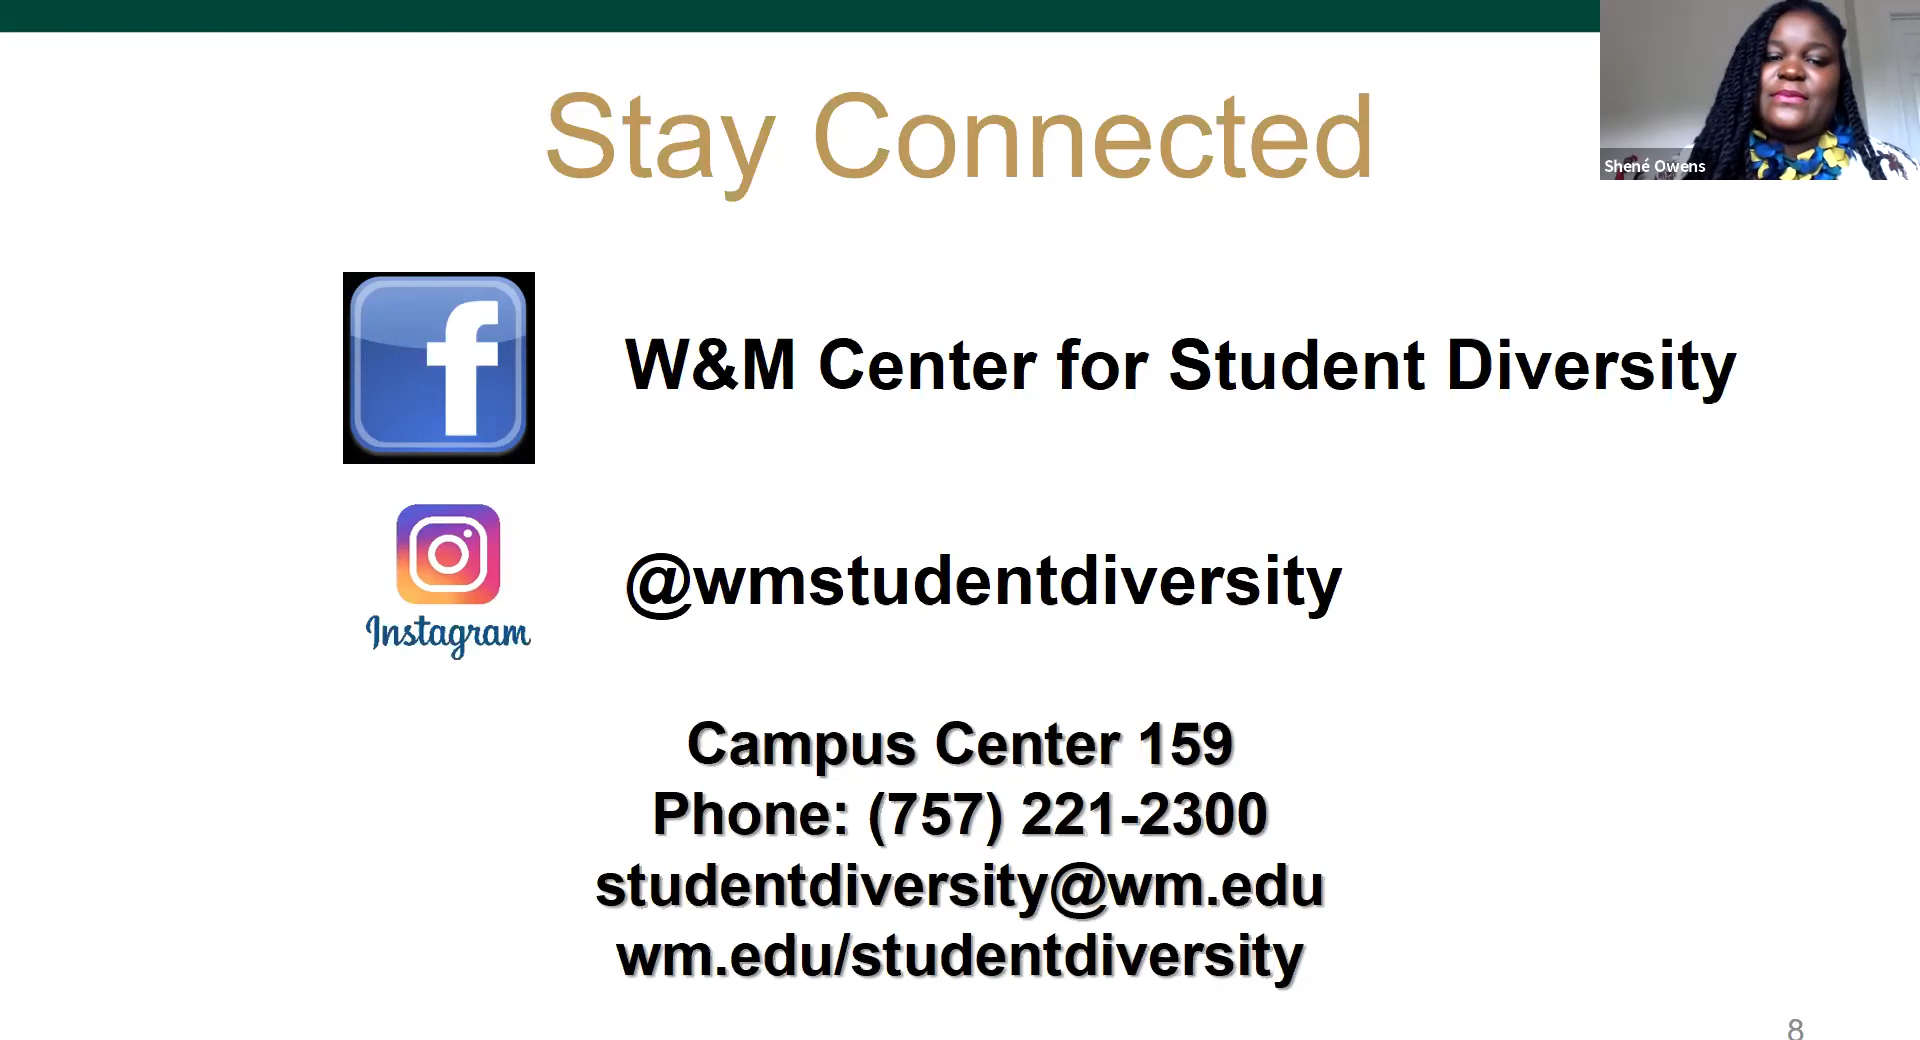 Stay Connected
Shené Owens
f
W&M Center for Student Diversity
Instagram
@wmstudentdiversity
Campus Center 159
Phone: (757) 221-2300
studentdiversity@wm.edu
wm.edu/studentdiversity
8